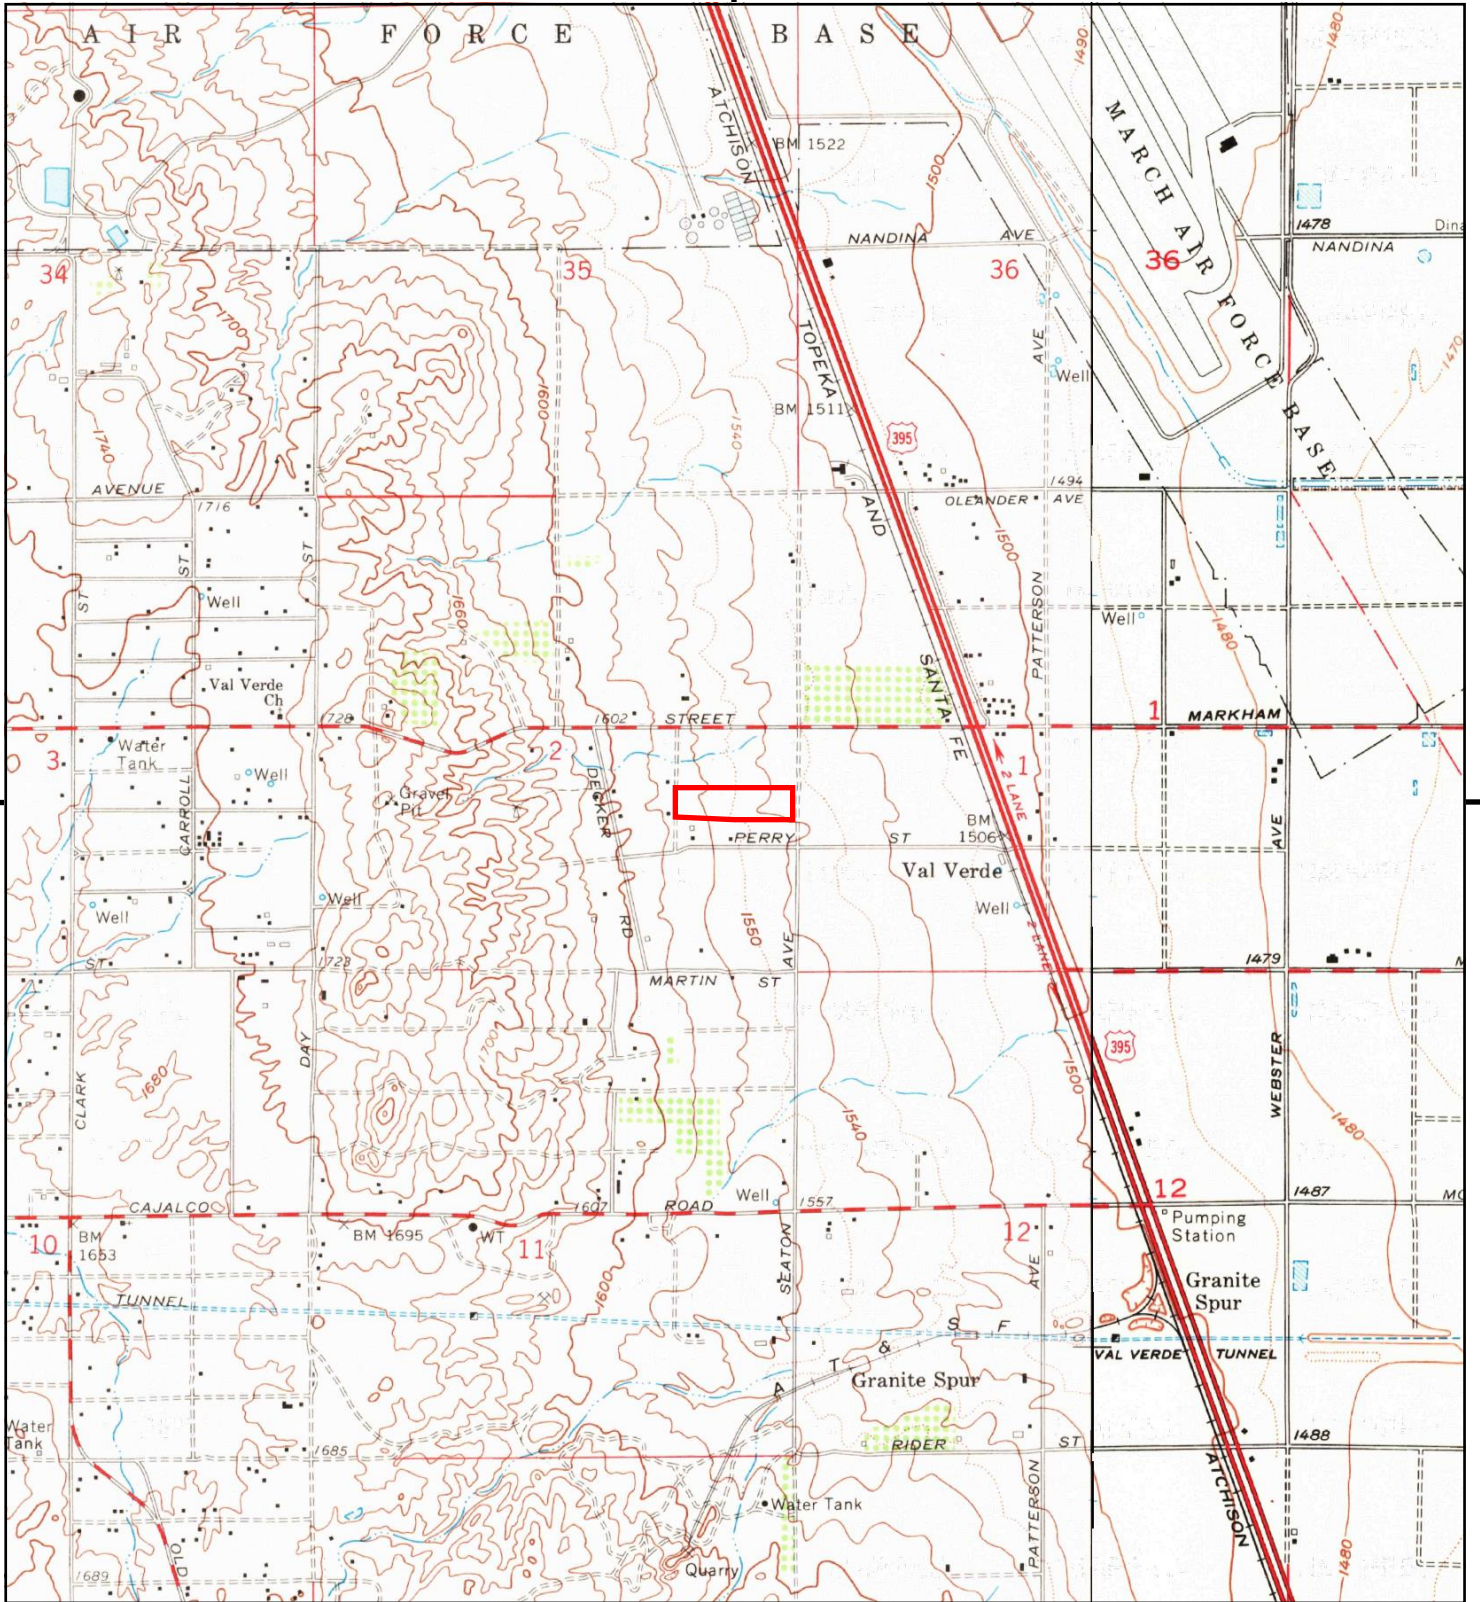 AIR FORCE BASE
1490
1480
ATCHISON
BM 1522
1500
MARCH AIR FORCE BASE
1478
NANDINA AVE
NANDINA
34
35
36
36
1700
TOPEKA
AVE
1470
1600
Well
BM 1511
395
1540
1740
AVENUE
1716
1494
OLEANDER AVE
AND
1500
ST
ST
ST
Well
1660
PATTERSON
Well
1480
SANTA FE
Val Verde
Ch
1728
1602
STREET
1
MARKHAM
3
Water
Tank
Well
2
1
2 LANE
CARROLL
Gravel
Pit
DECKER
BM
1506
AVE
PERRY ST
Val Verde
Well
Well
Well
RD
1550
AVE
2 LANE
ST
1723
MARTIN ST
1479
M
CLARK
1680
DAY
1700
395
1500
WEBSTER
1540
1480
CAJALCO
1607
ROAD
Well
1557
12
1487
MO
10
BM
1653
BM 1695
WT
11
12
Pumping
Station
SEATON
AVE
1600
Granite
Spur
TUNNEL
A T & S F
VAL VERDE TUNNEL
Granite Spur
Water
Tank
1685
RIDER ST
1488
ATCHISON
Water Tank
PATTERSON
OLD
1689
Quarry
1480